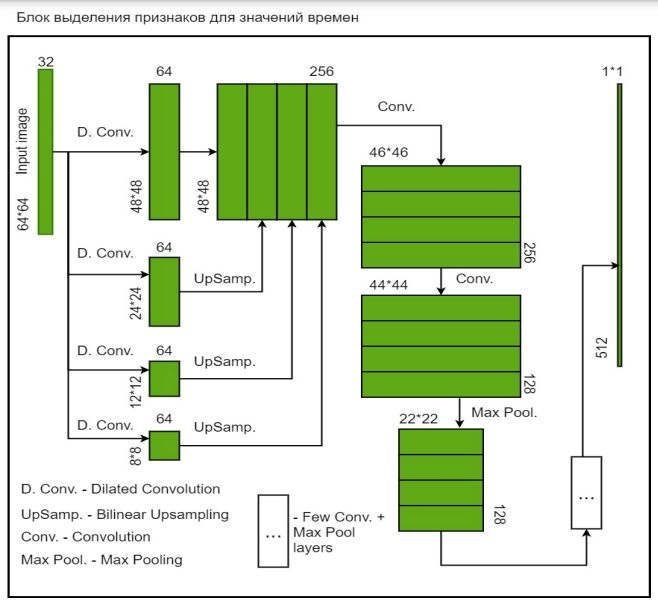 Блок выделения признаков для значений времен
32
64
256
1*1
Input image
64*64
D. Conv.
48*48
48*48
Conv.
46*46
256
D. Conv.
64
24*24
UpSamp.
Conv.
44*44
128
D. Conv.
64
12*12
UpSamp.
512
Max Pool.
22*22
128
D. Conv.
64
8*8
UpSamp.
...
D. Conv. - Dilated Convolution
UpSamp. - Bilinear Upsampling
Conv. - Convolution
Max Pool. - Max Pooling
...
- Few Conv. +
Max Pool
layers